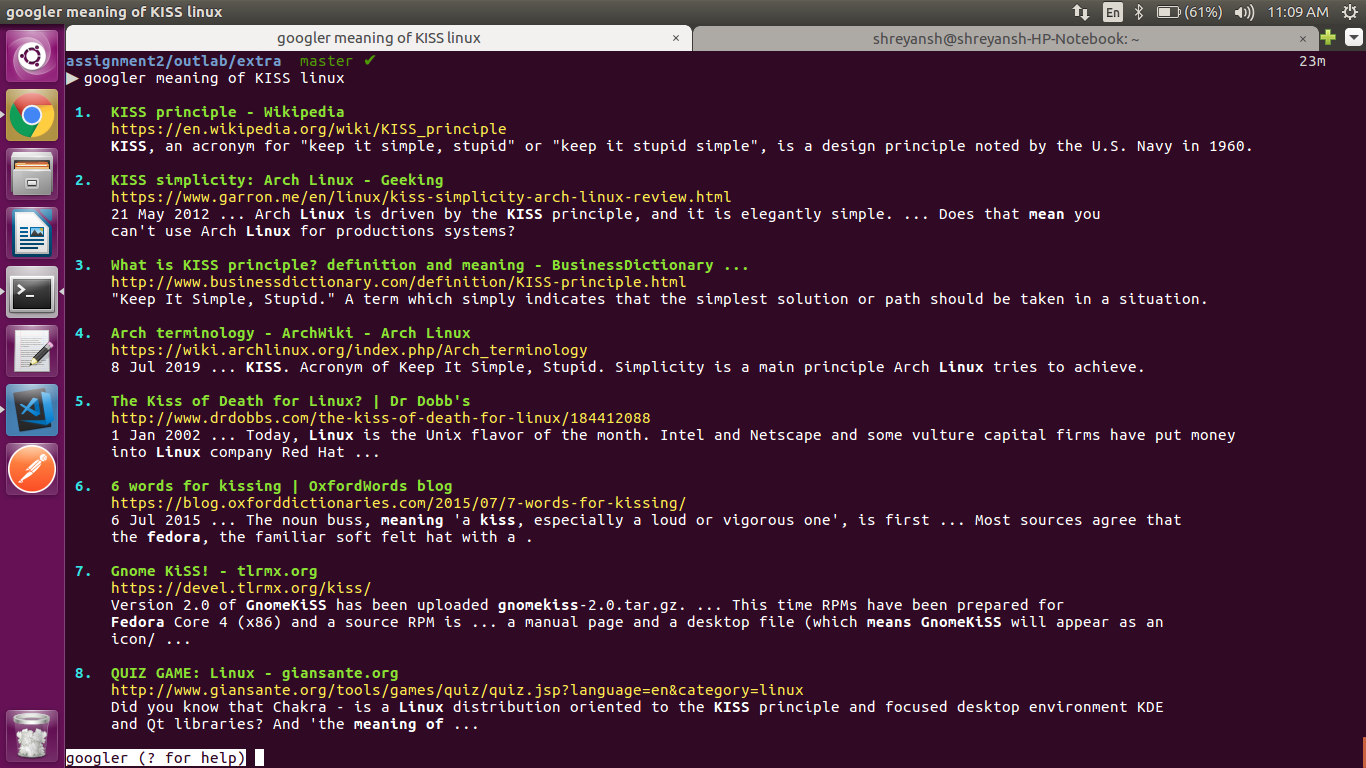 googler meaning of KISS linux
En
(61%)
11:09 AM
googler meaning of KISS linux ×
shreyansh@shreyansh-HP-Notebook: ~ ×
assignment2/outlab/extra master ✔ 23m
▶ googler meaning of KISS linux
1. KISS principle - Wikipedia
https://en.wikipedia.org/wiki/KISS_principle
KISS, an acronym for "keep it simple, stupid" or "keep it stupid simple", is a design principle noted by the U.S. Navy in 1960.
2. KISS simplicity: Arch Linux - Geeking
https://www.garron.me/en/linux/kiss-simplicity-arch-linux-review.html
21 May 2012 ... Arch Linux is driven by the KISS principle, and it is elegantly simple. ... Does that mean you
can't use Arch Linux for productions systems?
3. What is KISS principle? definition and meaning - BusinessDictionary ...
http://www.businessdictionary.com/definition/KISS-principle.html
"Keep It Simple, Stupid." A term which simply indicates that the simplest solution or path should be taken in a situation.
4. Arch terminology - ArchWiki - Arch Linux
https://wiki.archlinux.org/index.php/Arch_terminology
8 Jul 2019 ... KISS. Acronym of Keep It Simple, Stupid. Simplicity is a main principle Arch Linux tries to achieve.
5. The Kiss of Death for Linux? | Dr Dobb's
http://www.drdobbs.com/the-kiss-of-death-for-linux/184412088
1 Jan 2002 ... Today, Linux is the Unix flavor of the month. Intel and Netscape and some vulture capital firms have put money
into Linux company Red Hat ...
6. 6 words for kissing | OxfordWords blog
https://blog.oxforddictionaries.com/2015/07/7-words-for-kissing/
6 Jul 2015 ... The noun buss, meaning 'a kiss, especially a loud or vigorous one', is first ... Most sources agree that
the fedora, the familiar soft felt hat with a .
7. Gnome KiSS! - tlrmx.org
https://devel.tlrmx.org/kiss/
Version 2.0 of GnomeKiSS has been uploaded gnomekiss-2.0.tar.gz. ... This time RPMs have been prepared for
Fedora Core 4 (x86) and a source RPM is ... a manual page and a desktop file (which means GnomeKiSS will appear as an
icon/ ...
8. QUIZ GAME: Linux - giansante.org
http://www.giansante.org/tools/games/quiz/quiz.jsp?language=en&category=linux
Did you know that Chakra - is a Linux distribution oriented to the KISS principle and focused desktop environment KDE
and Qt libraries? And 'the meaning of ...
googler (? for help)